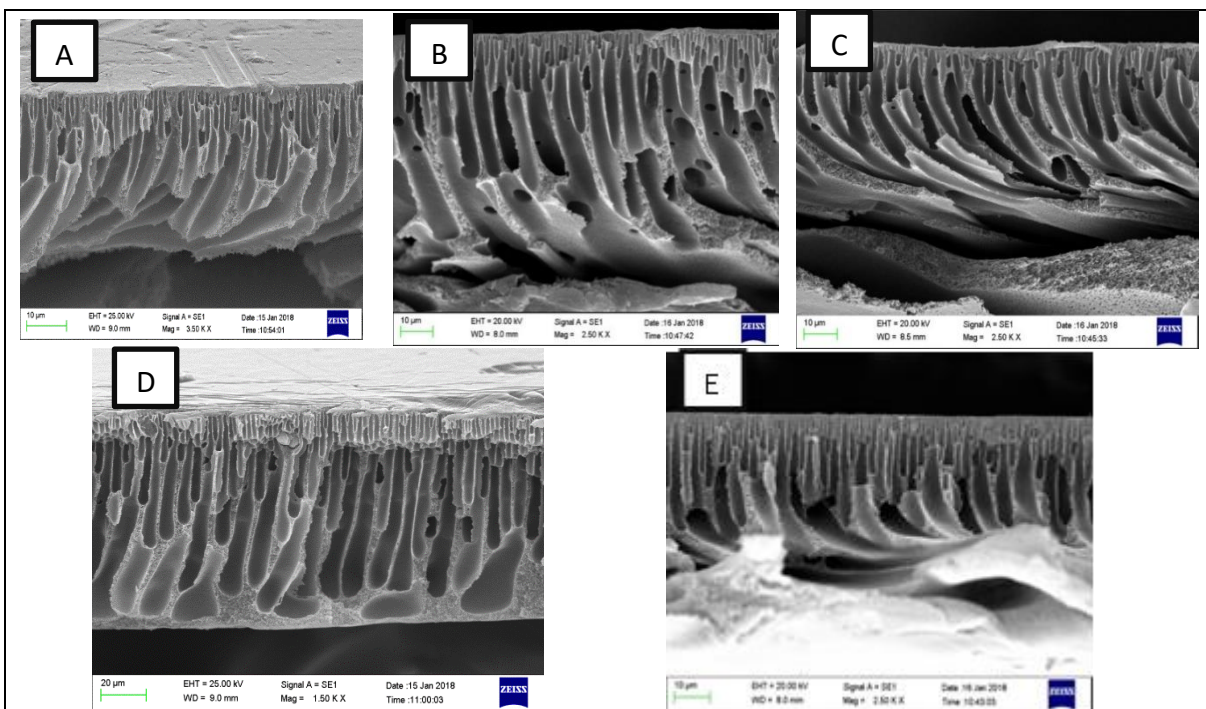 A
10 µm
EHT = 25.00 kV
WD = 9.0 mm
Signal A = SE1
Mag = 3.50 K X
Date :15 Jan 2018
Time :10:54:01
ZEISS
B
10 µm
EHT = 20.00 kV
WD = 8.0 mm
Signal A = SE1
Mag = 2.50 K X
Date :16 Jan 2018
Time :10:47:42
ZEISS
C
10 µm
EHT = 20.00 kV
WD = 8.5 mm
Signal A = SE1
Mag = 2.50 K X
Date :16 Jan 2018
Time :10:45:33
ZEISS
D
20 µm
EHT = 25.00 kV
WD = 9.0 mm
Signal A = SE1
Mag = 1.50 K X
Date :15 Jan 2018
Time :11:00:03
ZEISS
E
10 µm
EHT = 20.00 kV
WD = 8.0 mm
Signal A = SE1
Mag = 2.50 K X
Date :16 Jan 2018
ZEISS